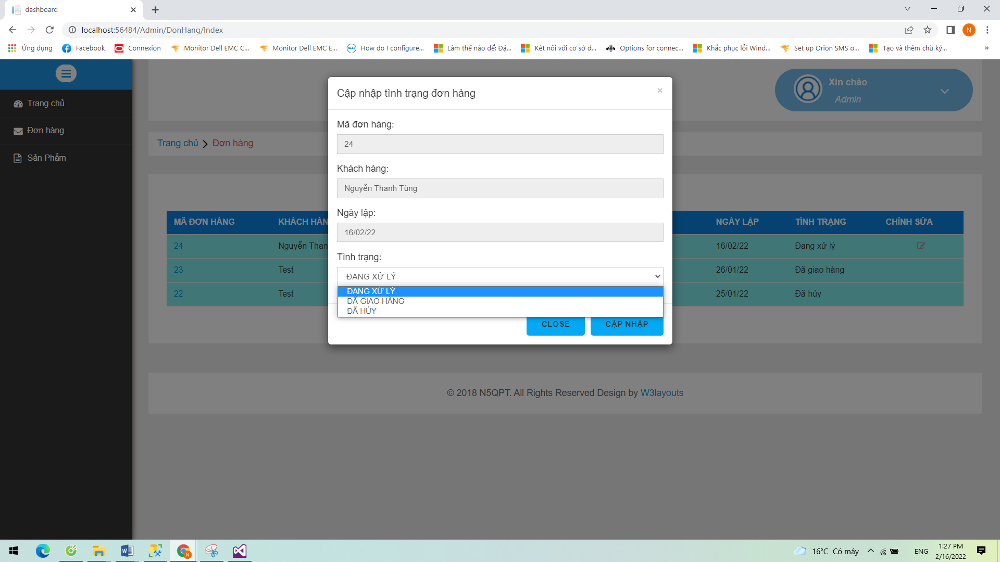 dashboard
localhost:56484/Admin/DonHang/Index
N
Ứng dụng
Facebook
Connexion
Monitor Dell EMC C...
Monitor Dell EMC E...
How do I configure...
Làm thế nào để: Đặ...
Kết nối với cơ sở d...
Options for connec...
Khắc phục lỗi Wind...
Set up Orion SMS o...
Tạo và thêm chữ ký...
»
Trang chủ
Đơn hàng
Sản Phẩm
Xin chào
Admin
Trang chủ > Đơn hàng
Cập nhập tình trạng đơn hàng
×
Mã đơn hàng:
24
Khách hàng:
Nguyễn Thanh Tùng
Ngày lập:
16/02/22
Tình trạng:
ĐANG XỬ LÝ
ĐANG XỬ LÝ
ĐÃ GIAO HÀNG
ĐÃ HỦY
CLOSE
CẬP NHẬP
MÃ ĐƠN HÀNG KHÁCH HÀN NGÀY LẬP TÌNH TRẠNG CHỈNH SỬA
24 Nguyễn Than 16/02/22 Đang xử lý
23 Test 26/01/22 Đã giao hàng
22 Test 25/01/22 Đã hủy
© 2018 N5QPT. All Rights Reserved Design by W3layouts
16°C Có mây
ENG
1:27 PM
2/16/2022